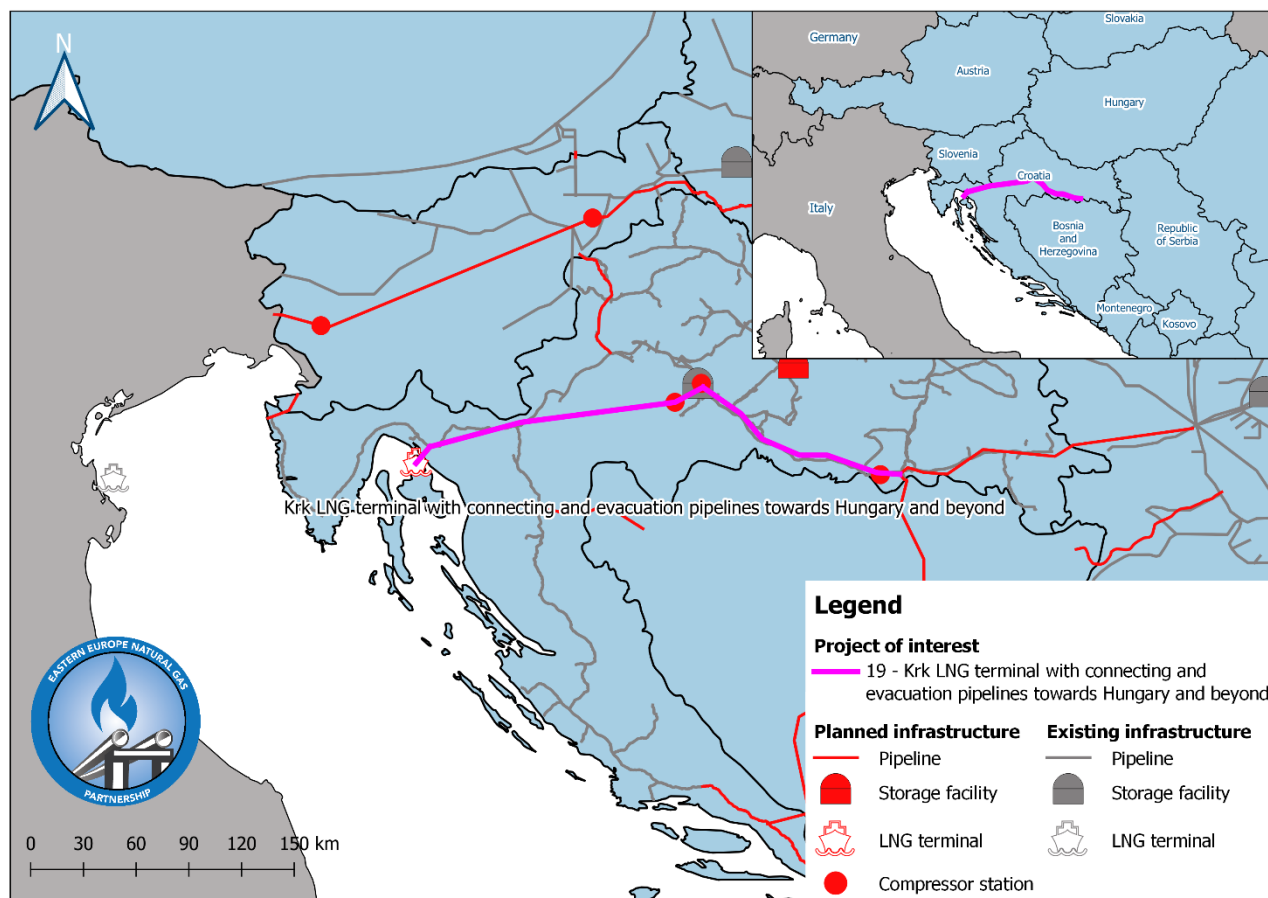 N
Germany
Slovakia
Austria
Hungary
Slovenia
Croatia
Italy
Bosnia
and
Herzegovina
Republic
of Serbia
Montenegro
Kosovo
Krk LNG terminal with connecting and evacuation pipelines towards Hungary and beyond
EASTERN EUROPE NATURAL GAS
PARTNERSHIP
0 30 60 90 120 150 km
Legend
Project of interest
19 - Krk LNG terminal with connecting and
evacuation pipelines towards Hungary and beyond
Planned infrastructure
Pipeline
Storage facility
LNG terminal
Compressor station
Existing infrastructure
Pipeline
Storage facility
LNG terminal